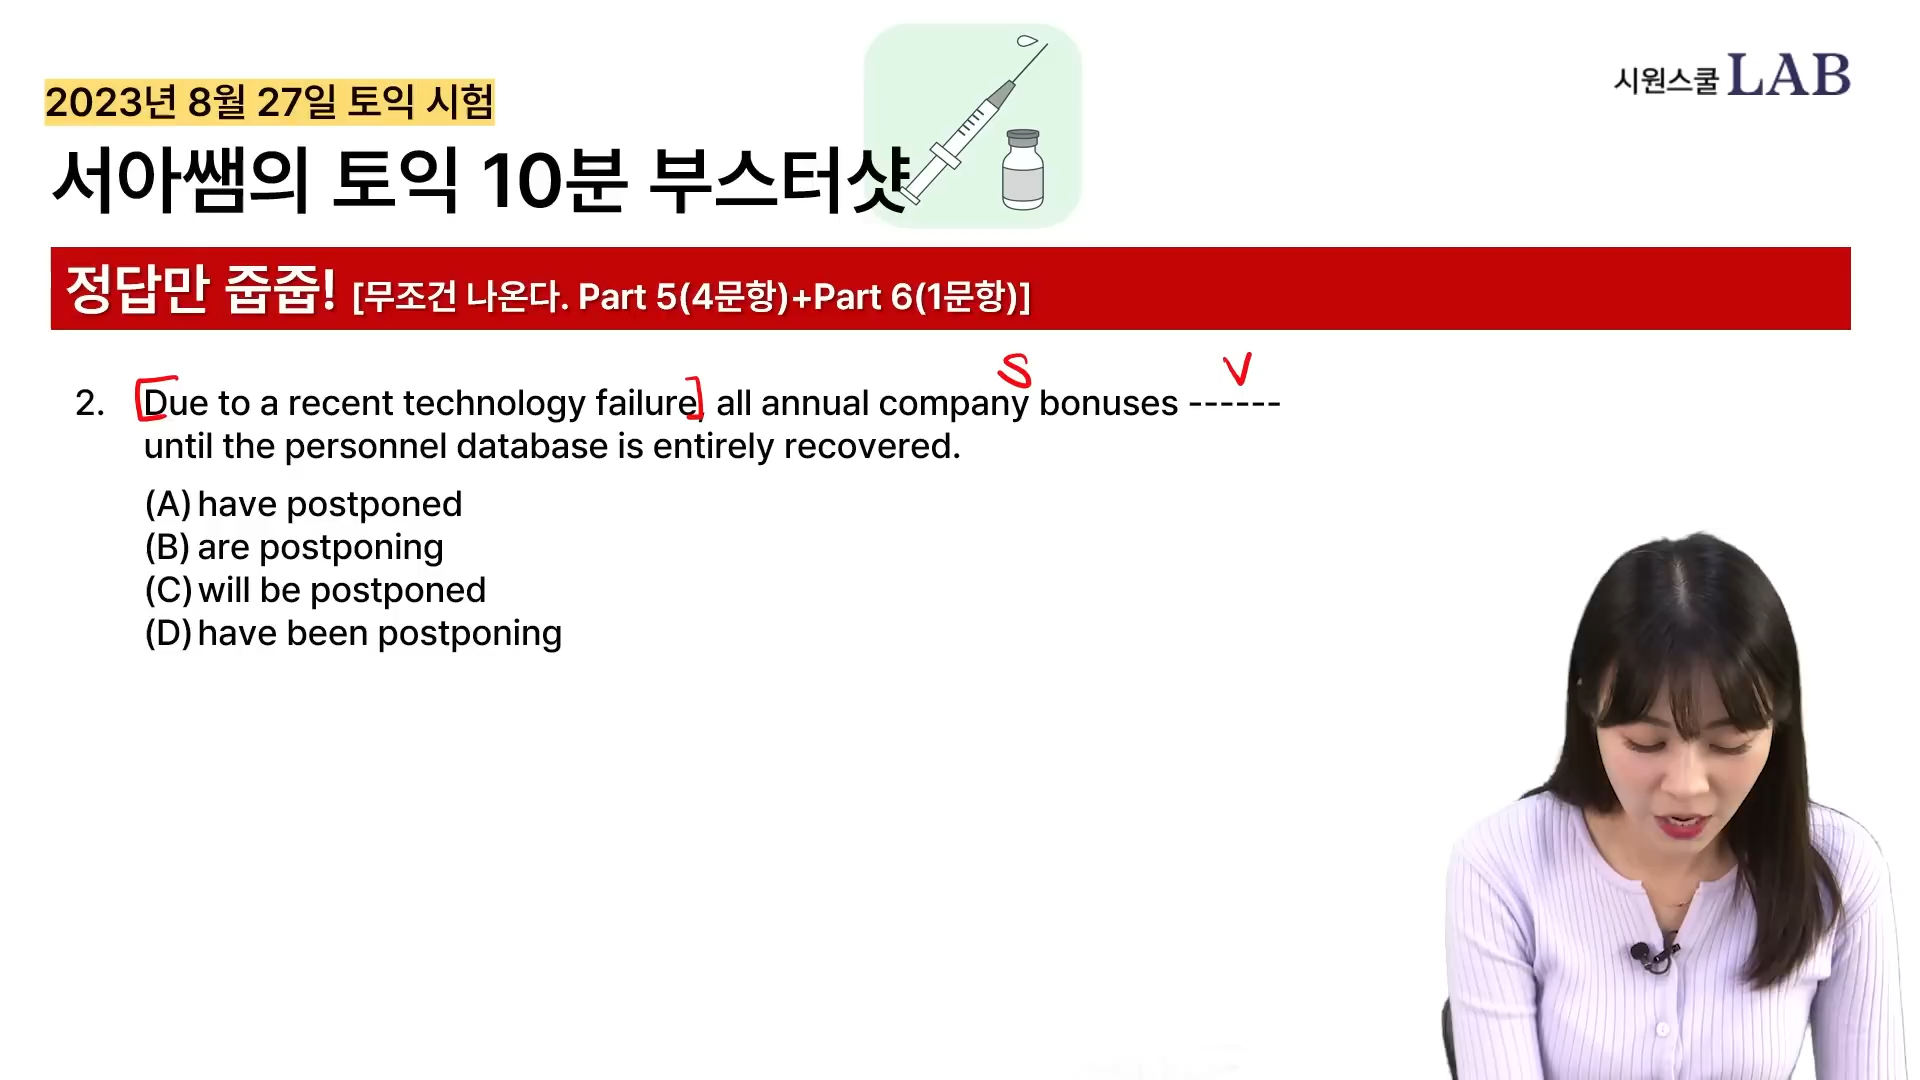 2023년 8월 27일 토익 시험
시원스쿨 LAB
서아쌤의 토익 10분 부스터샷
정답만 줍줍! [무조건 나온다. Part 5(4문항)+Part 6(1문항)]
S V
2. [Due to a recent technology failure], all annual company bonuses ------
until the personnel database is entirely recovered.
(A) have postponed
(B) are postponing
(C) will be postponed
(D) have been postponing